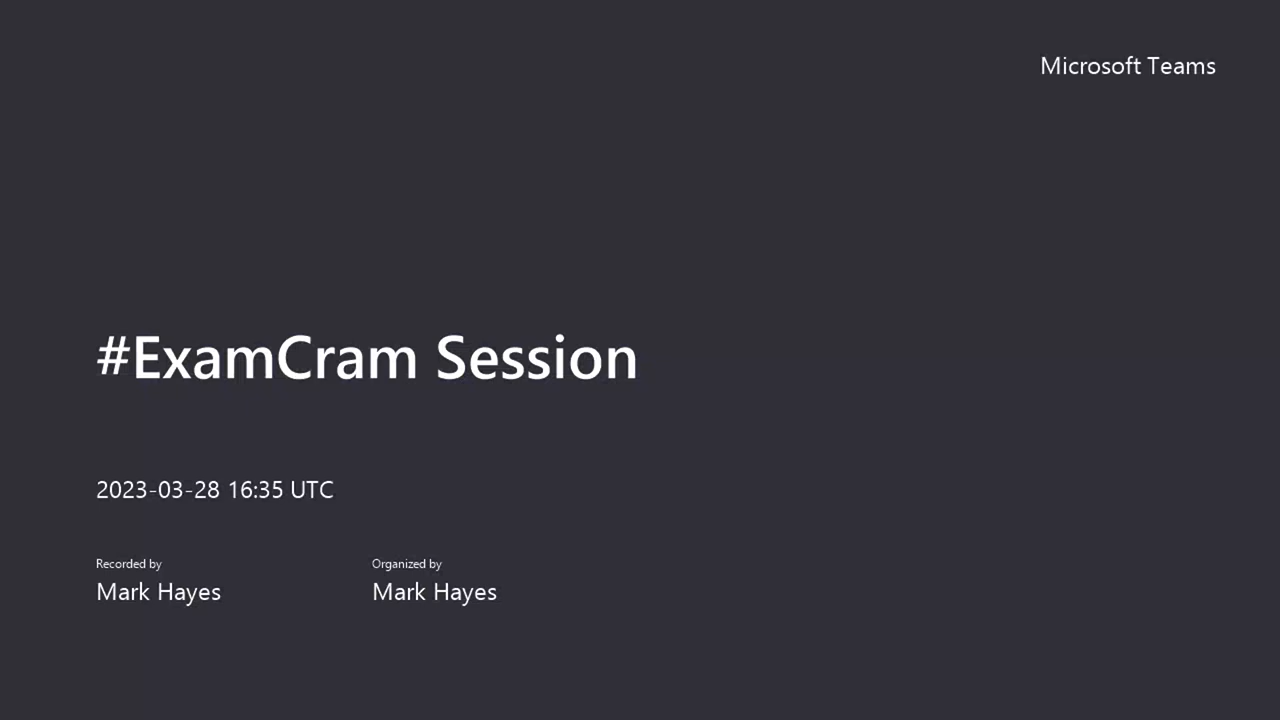 Microsoft Teams
#ExamCram Session
2023-03-28 16:35 UTC
Recorded by
Mark Hayes
Organized by
Mark Hayes